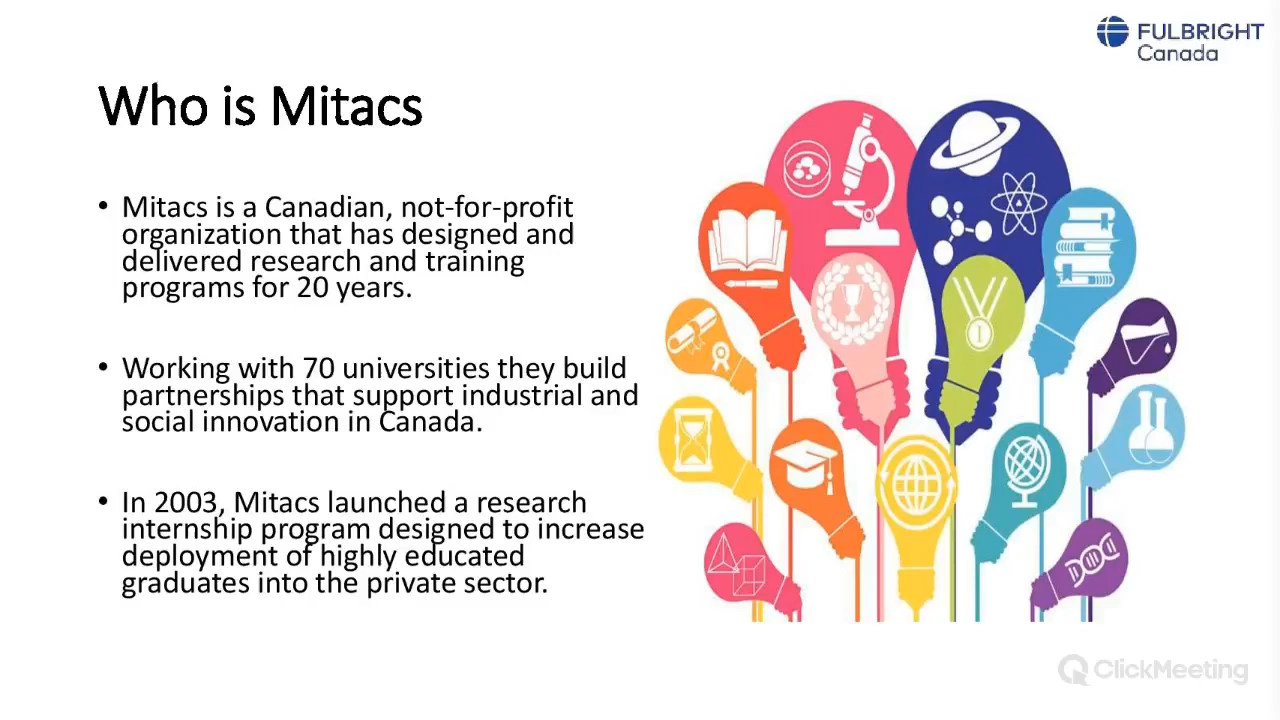 FULBRIGHT
Canada
Who is Mitacs
• Mitacs is a Canadian, not-for-profit
organization that has designed and
delivered research and training
programs for 20 years.
• Working with 70 universities they build
partnerships that support industrial and
social innovation in Canada.
• In 2003, Mitacs launched a research
internship program designed to increase
deployment of highly educated
graduates into the private sector.
1
ClickMeeting